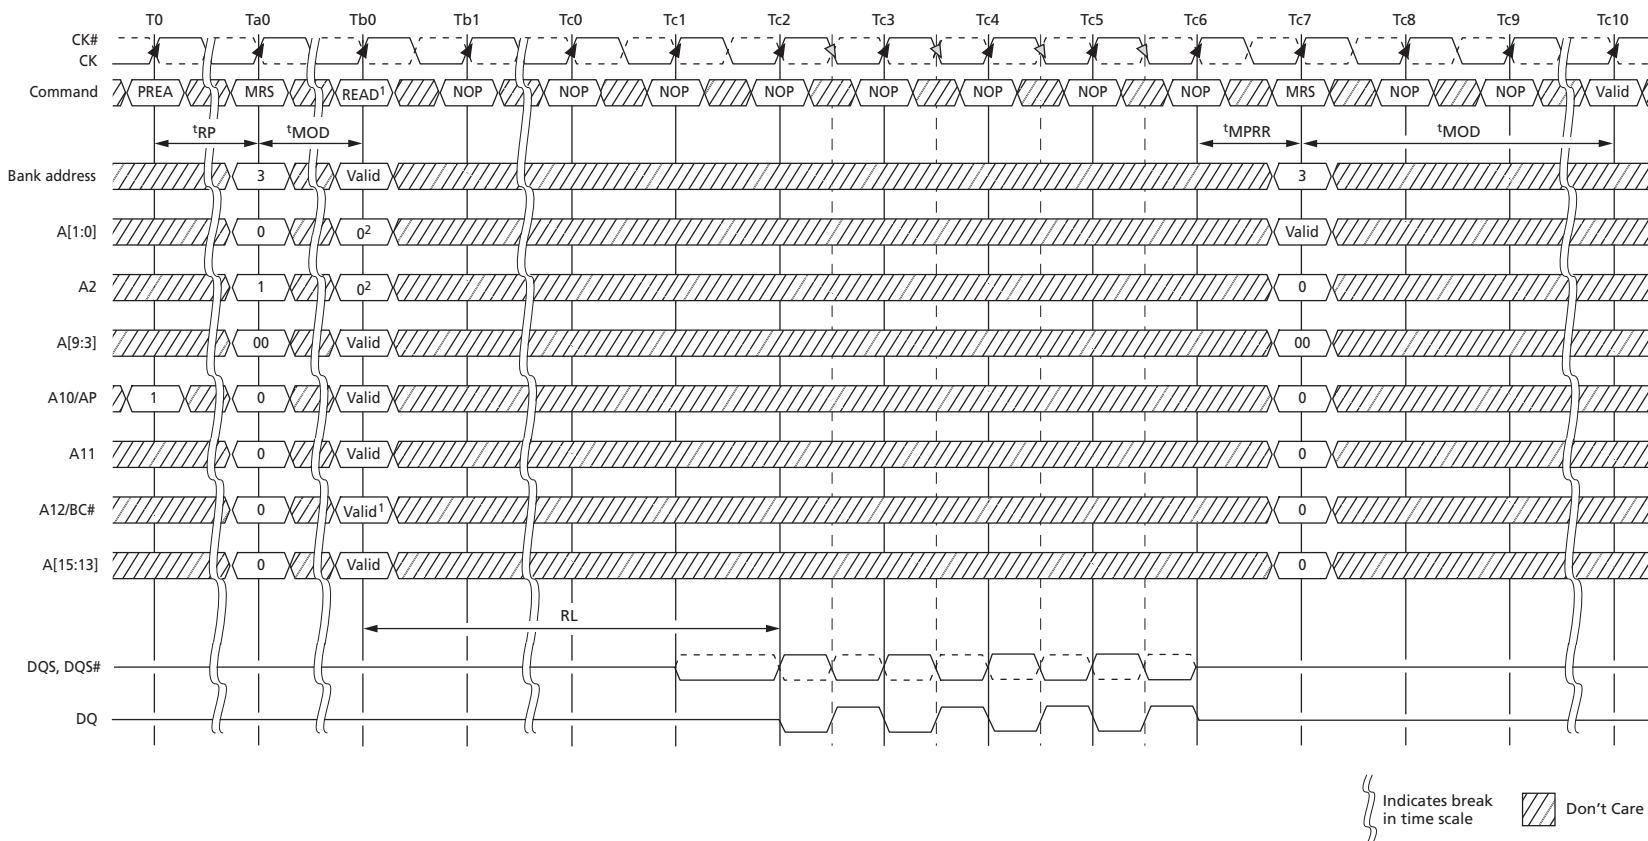 T0 Ta0 Tb0 Tb1 Tc0 Tc1 Tc2 Tc3 Tc4 Tc5 Tc6 Tc7 Tc8 Tc9 Tc10
CK#
CK
Command PREA MRS READ1 NOP NOP NOP NOP NOP NOP NOP NOP MRS NOP NOP Valid
tRP tMOD tMPRR tMOD
Bank address 3 Valid 3
A[1:0] 0 02 Valid
A2 1 02 0
A[9:3] 00 Valid 00
A10/AP 1 0 Valid 0
A11 0 Valid 0
A12/BC# 0 Valid1 0
A[15:13] 0 Valid 0
RL
DQS, DQS#
DQ
Indicates break
in time scale
Don't Care